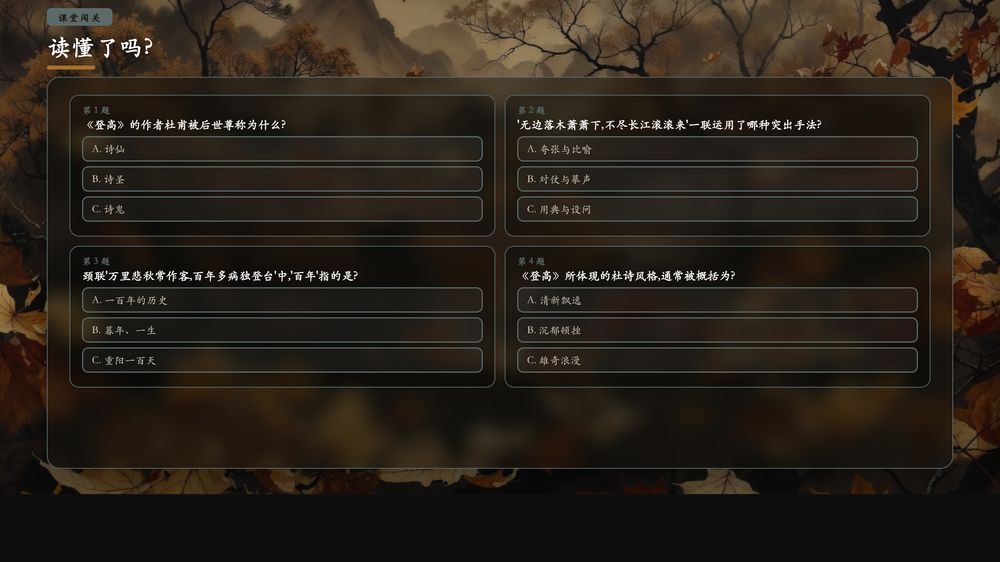 课堂闯关
读懂了吗?
第 1 题
《登高》的作者杜甫被后世尊称为什么?
A. 诗仙
B. 诗圣
C. 诗鬼
第 2 题
'无边落木萧萧下,不尽长江滚滚来'一联运用了哪种突出手法?
A. 夸张与比喻
B. 对仗与摹声
C. 用典与设问
第 3 题
颈联'万里悲秋常作客,百年多病独登台'中,'百年'指的是?
A. 一百年的历史
B. 暮年、一生
C. 重阳一百天
第 4 题
《登高》所体现的杜诗风格,通常被概括为?
A. 清新飘逸
B. 沉郁顿挫
C. 雄奇浪漫